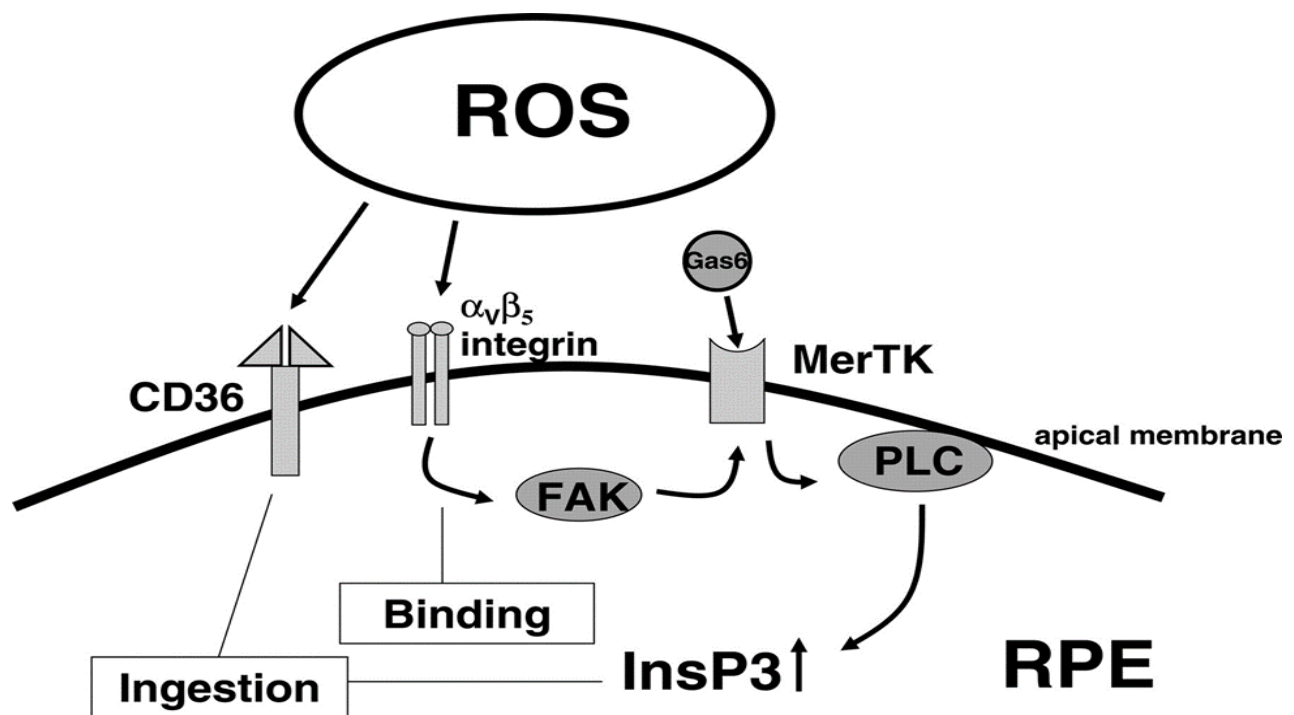 ROS
Gas6
αvβ5
integrin
MerTK
CD36
apical membrane
PLC
FAK
Binding
InsP3↑
RPE
Ingestion